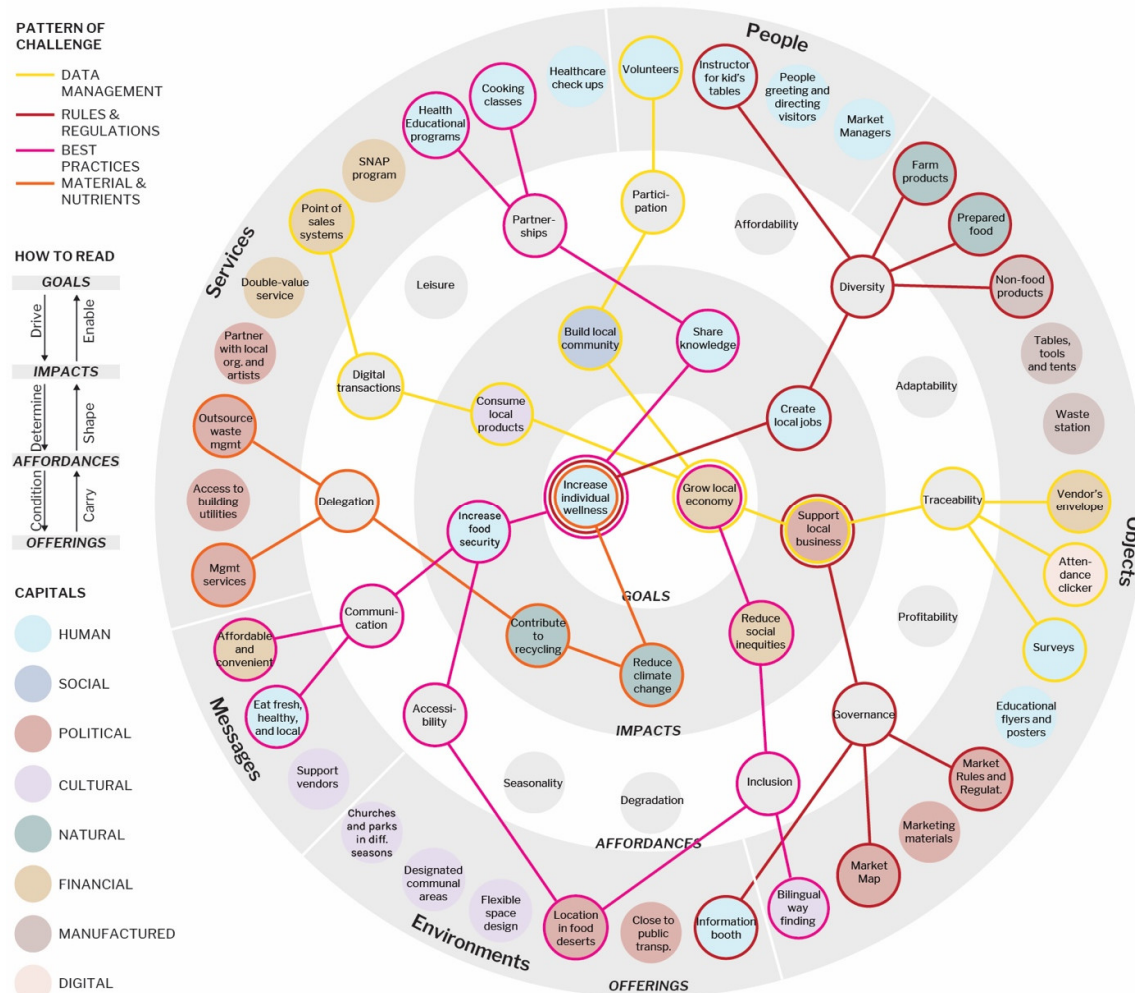 PATTERN OF
CHALLENGE
DATA
MANAGEMENT
RULES &
REGULATIONS
BEST
PRACTICES
MATERIAL &
NUTRIENTS
HOW TO READ
GOALS
Drive
Enable
IMPACTS
Determine
Shape
AFFORDANCES
Condition
Carry
OFFERINGS
CAPITALS
HUMAN
SOCIAL
POLITICAL
CULTURAL
NATURAL
FINANCIAL
MANUFACTURED
DIGITAL
People
Volunteers
Instructor
for kid's
tables
People
greeting and
directing
visitors
Market
Managers
Services
Healthcare
check ups
Cooking
classes
Health
Educational
programs
SNAP
program
Point of
sales
systems
Double-value
service
Partner
with local
org. and
artists
Outsource
waste
mgmt
Access to
building
utilities
Mgmt
services
Messages
Affordable
and
convenient
Eat fresh,
healthy,
and local
Support
vendors
Environments
Churches
and parks
in diff.
seasons
Designated
communal
areas
Flexible
space
design
Location
in food
deserts
Close to
public
transp.
Objects
Farm
products
Prepared
food
Non-food
products
Tables,
tools
and tents
Waste
station
Vendor's
envelope
Atten-
dance
clicker
Surveys
Educational
flyers and
posters
Market
Rules and
Regulat.
Marketing
materials
Market
Map
Bilingual
way
finding
Information
booth
OFFERINGS
Partici-
pation
Affordability
Partner-
ships
Leisure
Diversity
Digital
transactions
Adaptability
Delegation
Traceability
Communi-
cation
Profitability
Accessi-
bility
Governance
Seasonality
Degradation
Inclusion
AFFORDANCES
Build local
community
Share
knowledge
Consume
local
products
Create
local jobs
Increase
food
security
Support
local
business
Contribute
to
recycling
Reduce
climate
change
Reduce
social
inequities
IMPACTS
Increase
individual
wellness
Grow local
economy
GOALS